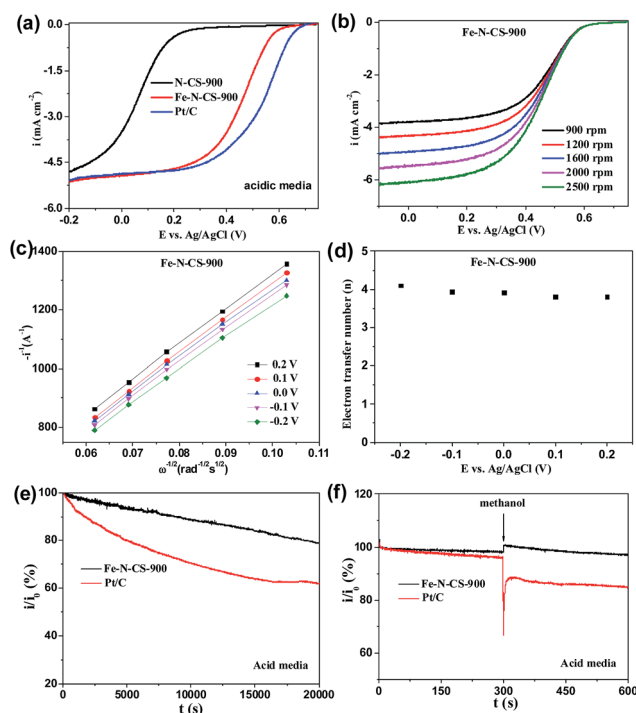 (a)
0.0
-1.5
-3.0
-4.5
-6.0
i (mA cm-2)
N-CS-900
Fe-N-CS-900
Pt/C
acidic media
-0.2 0.0 0.2 0.4 0.6
E vs. Ag/AgCl (V)
(b)
Fe-N-CS-900
0
-2
-4
-6
i (mA cm-2)
900 rpm
1200 rpm
1600 rpm
2000 rpm
2500 rpm
0.0 0.3 0.6
E vs. Ag/AgCl (V)
(c)
Fe-N-CS-900
1400
1200
1000
800
-i-1(A-1)
0.2 V
0.1 V
0.0 V
-0.1 V
-0.2 V
0.06 0.07 0.08 0.09 0.10 0.11
ω-1/2(rad-1/2s1/2)
(d)
Fe-N-CS-900
5
4
3
2
1
0
Electron transfer number (n)
-0.2 -0.1 0.0 0.1 0.2
E vs. Ag/AgCl (V)
(e)
100
80
60
40
20
i/i0 (%)
Fe-N-CS-900
Pt/C
Acid media
0 5000 10000 15000 20000
t (s)
(f)
120
100
80
60
i/i0 (%)
methanol
Fe-N-CS-900
Pt/C
Acid media
0 150 300 450 600
t (s)